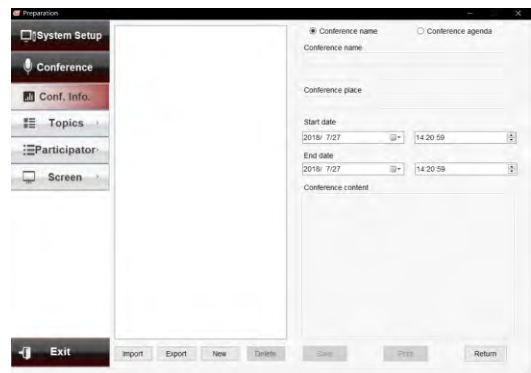 Preparation
System Setup
Conference
Conf. Info.
Topics
Participator
Screen
Exit
Conference name
Conference agenda
Conference name
Conference place
Start date
2018/ 7/27
14:20:59
End date
2018/ 7/27
14:20:59
Conference content
Import
Export
New
Delete
Save
Print
Return